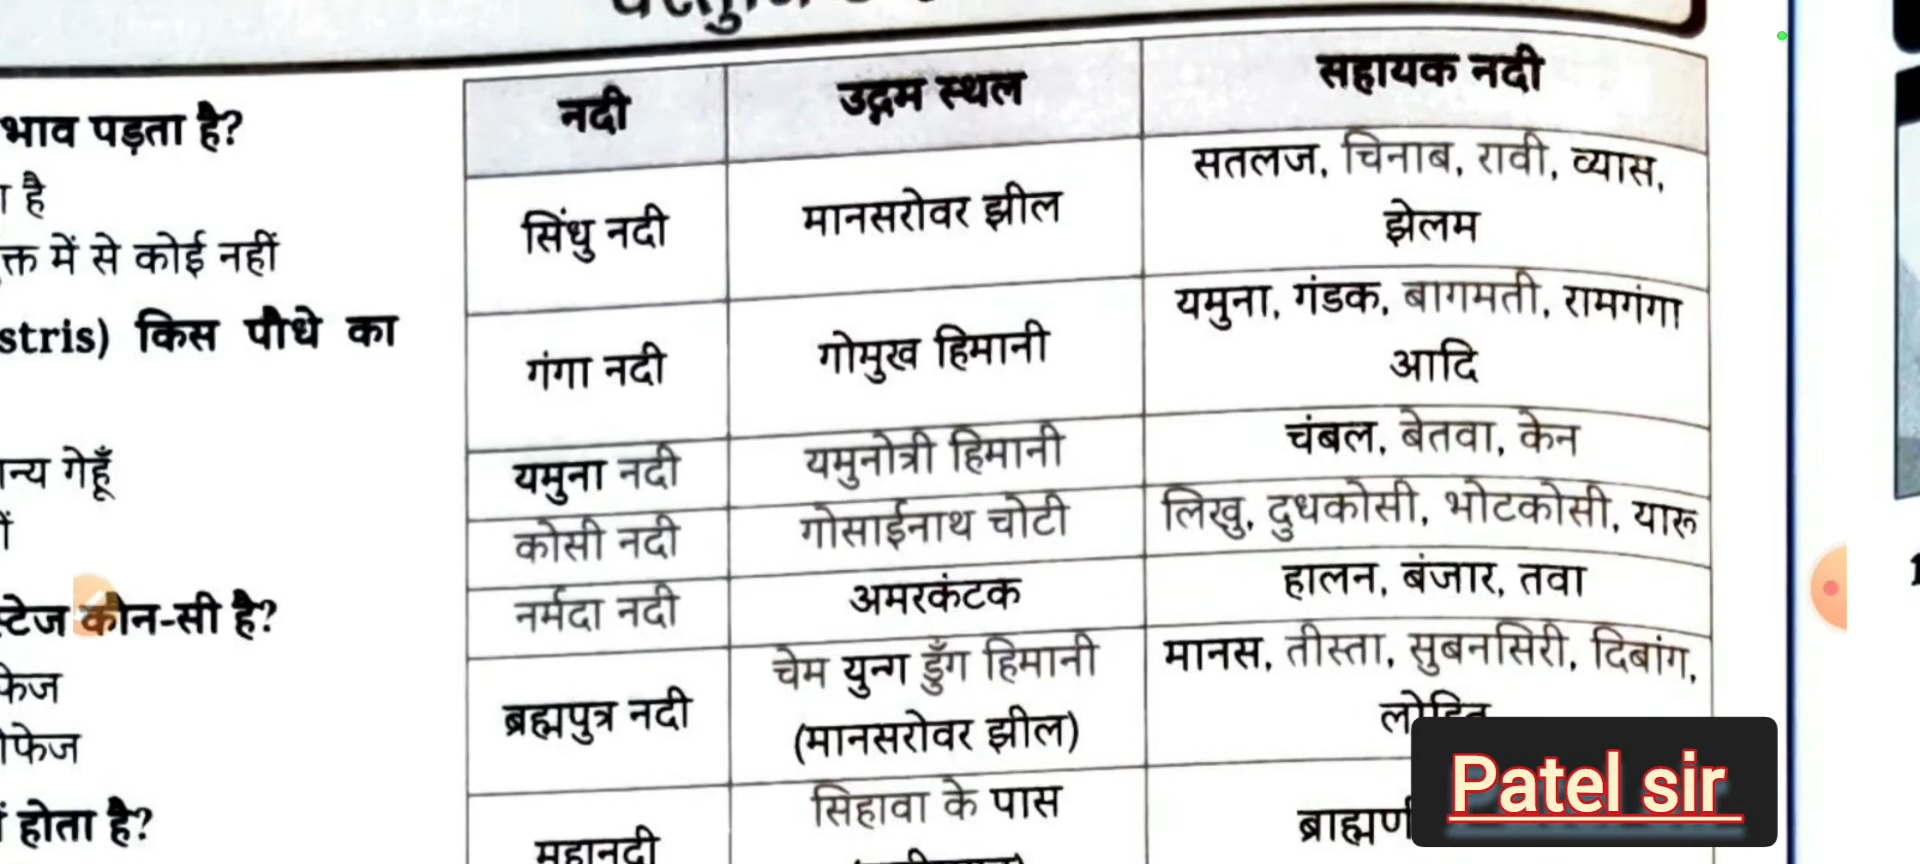 भाव पड़ता है?
है
में से कोई नहीं
stris) किस पौधे का
गेहूँ
कौन-सी है?
होता है?
नदी उद्गम स्थल सहायक नदी
सिंधु नदी मानसरोवर झील सतलज, चिनाब, रावी, व्यास,
झेलम
गंगा नदी गोमुख हिमानी यमुना, गंडक, बागमती, रामगंगा
आदि
यमुना नदी यमुनोत्री हिमानी चंबल, बेतवा, केन
कोसी नदी गोसाईनाथ चोटी लिखु, दुधकोसी, भोटकोसी, यारू
नर्मदा नदी अमरकंटक हालन, बंजार, तवा
ब्रह्मपुत्र नदी चेम युन्ग डुँग हिमानी मानस, तीस्ता, सुबनसिरी, दिबांग,
(मानसरोवर झील) लोहित
महानदी सिहावा के पास
Patel sir